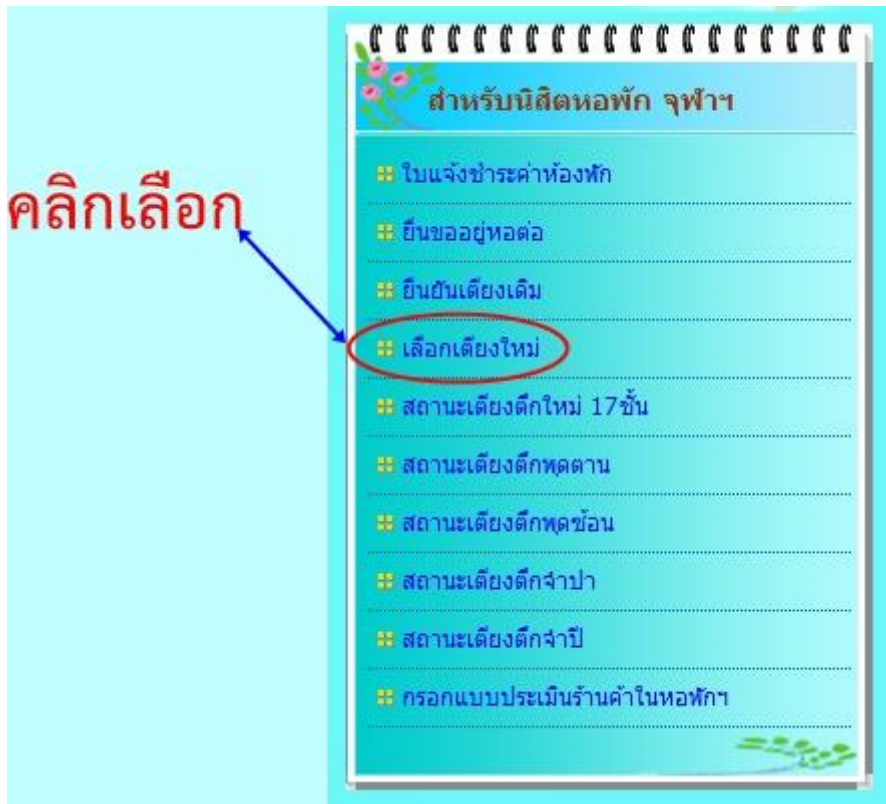 สำหรับนิสิตหอพัก จุฬาฯ
ใบแจ้งชำระค่าห้องพัก
คลิกเลือก
ยื่นขออยู่หอต่อ
ยืนยันเตียงเดิม
เลือกเตียงใหม่
สถานะเตียงตึกใหม่ 17ชั้น
สถานะเตียงตึกพุดตาน
สถานะเตียงตึกพุดซ้อน
สถานะเตียงตึกจำปา
สถานะเตียงตึกจำปี
กรอกแบบประเมินร้านค้าในหอพักฯ